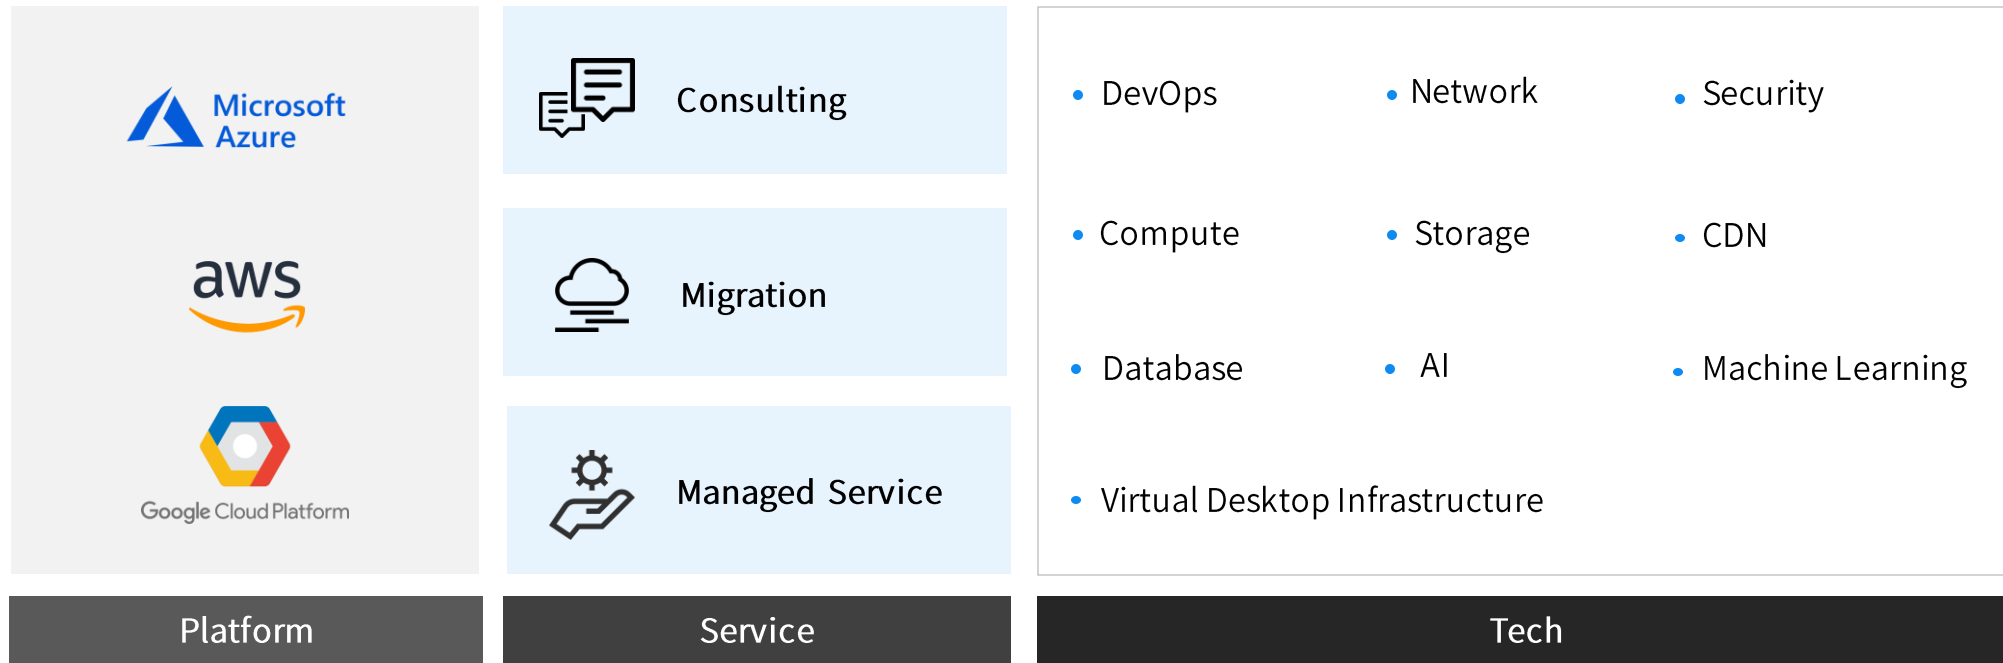 Microsoft
Azure
aws
Google Cloud Platform
Consulting
Migration
Managed Service
DevOps
Network
Security
Compute
Storage
CDN
Database
AI
Machine Learning
Virtual Desktop Infrastructure
Platform
Service
Tech